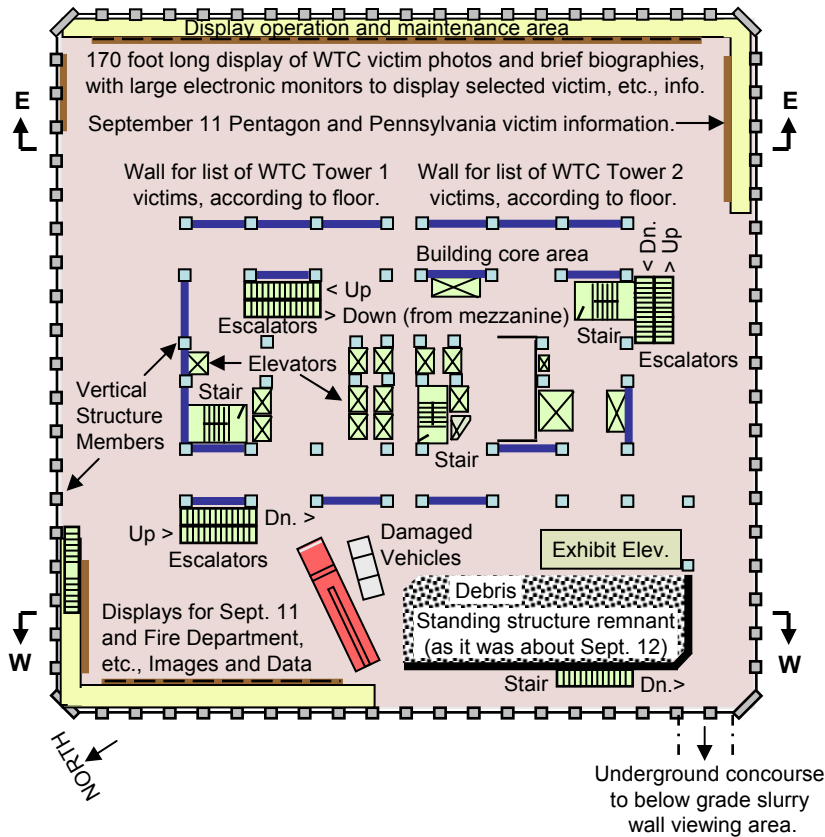 Display operation and maintenance area
170 foot long display of WTC victim photos and brief biographies,
with large electronic monitors to display selected victim, etc., info.
E
E
September 11 Pentagon and Pennsylvania victim information.
Wall for list of WTC Tower 1
victims, according to floor.
Wall for list of WTC Tower 2
victims, according to floor.
< Dn.
> Up
Building core area
< Up
Escalators
> Down (from mezzanine)
Stair
Escalators
Elevators
Vertical
Structure
Members
Stair
Stair
Up >
Dn. >
Escalators
Damaged
Vehicles
Exhibit Elev.
Debris
Standing structure remnant
(as it was about Sept. 12)
Displays for Sept. 11
and Fire Department,
etc., Images and Data
W
W
Stair
Dn.>
NORTH
Underground concourse
to below grade slurry
wall viewing area.